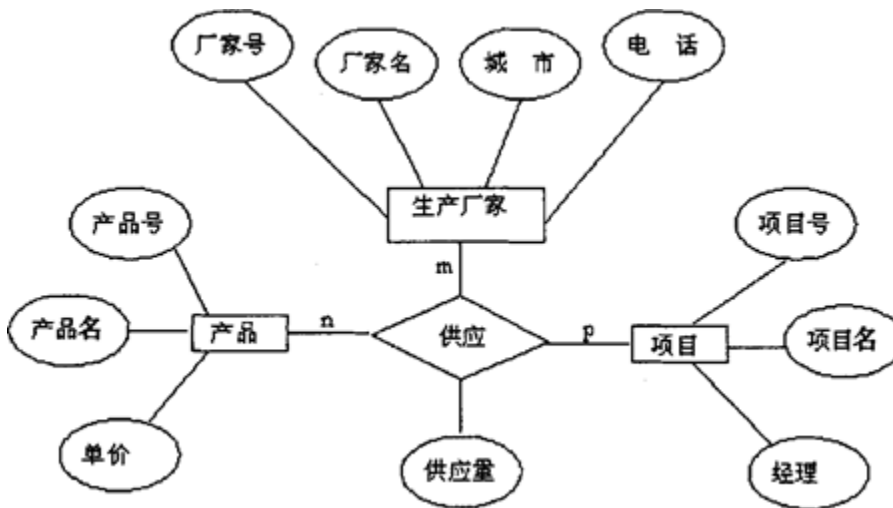 厂家号
厂家名
城 市
电 话
生产厂家
产品号
项目号
m
产品名
产品
n
供应
p
项目
项目名
单价
供应量
经理